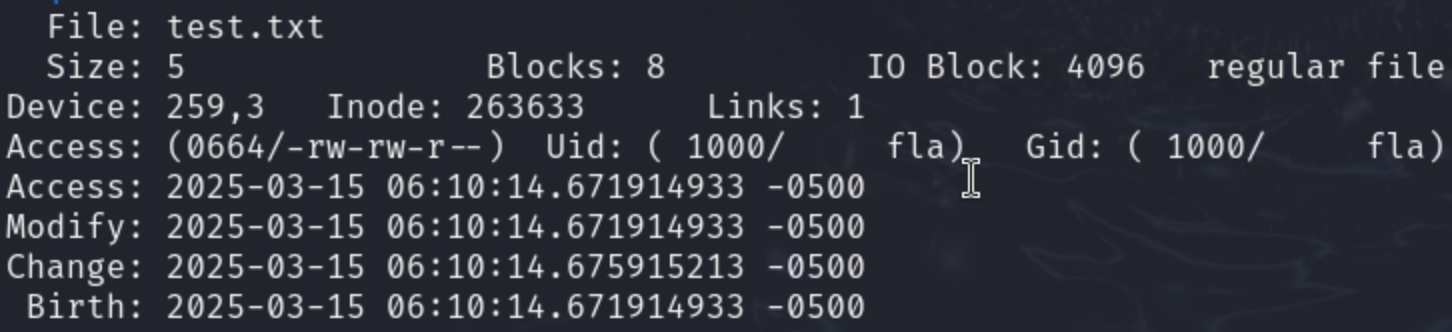 File: test.txt
Size: 5 Blocks: 8 IO Block: 4096 regular file
Device: 259,3 Inode: 263633 Links: 1
Access: (0664/-rw-rw-r--) Uid: ( 1000/ fla) Gid: ( 1000/ fla)
Access: 2025-03-15 06:10:14.671914933 -0500
Modify: 2025-03-15 06:10:14.671914933 -0500
Change: 2025-03-15 06:10:14.675915213 -0500
Birth: 2025-03-15 06:10:14.671914933 -0500